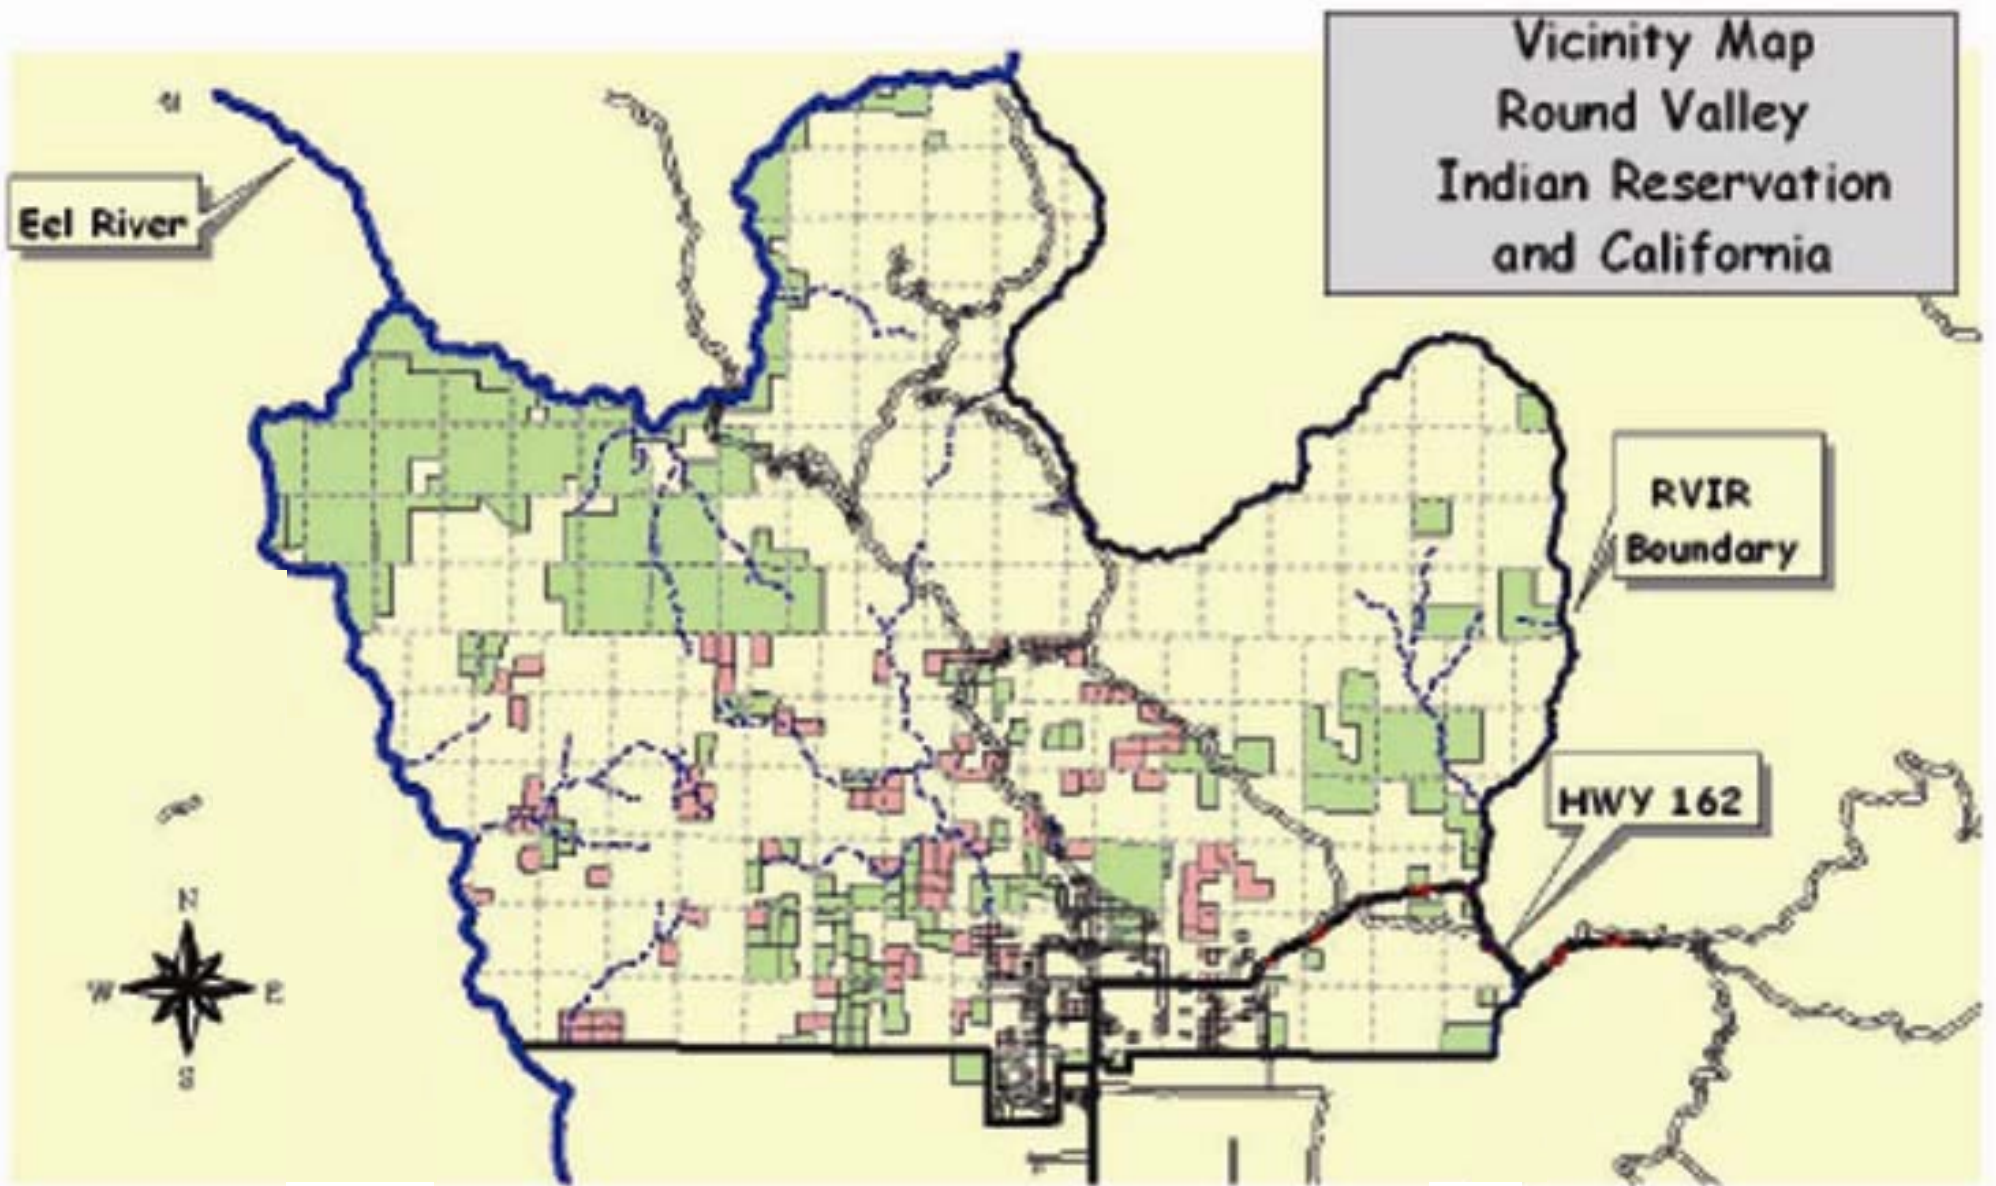 Vicinity Map
Round Valley
Indian Reservation
and California
Eel River
RVIR
Boundary
HWY 162
N
W
E
S